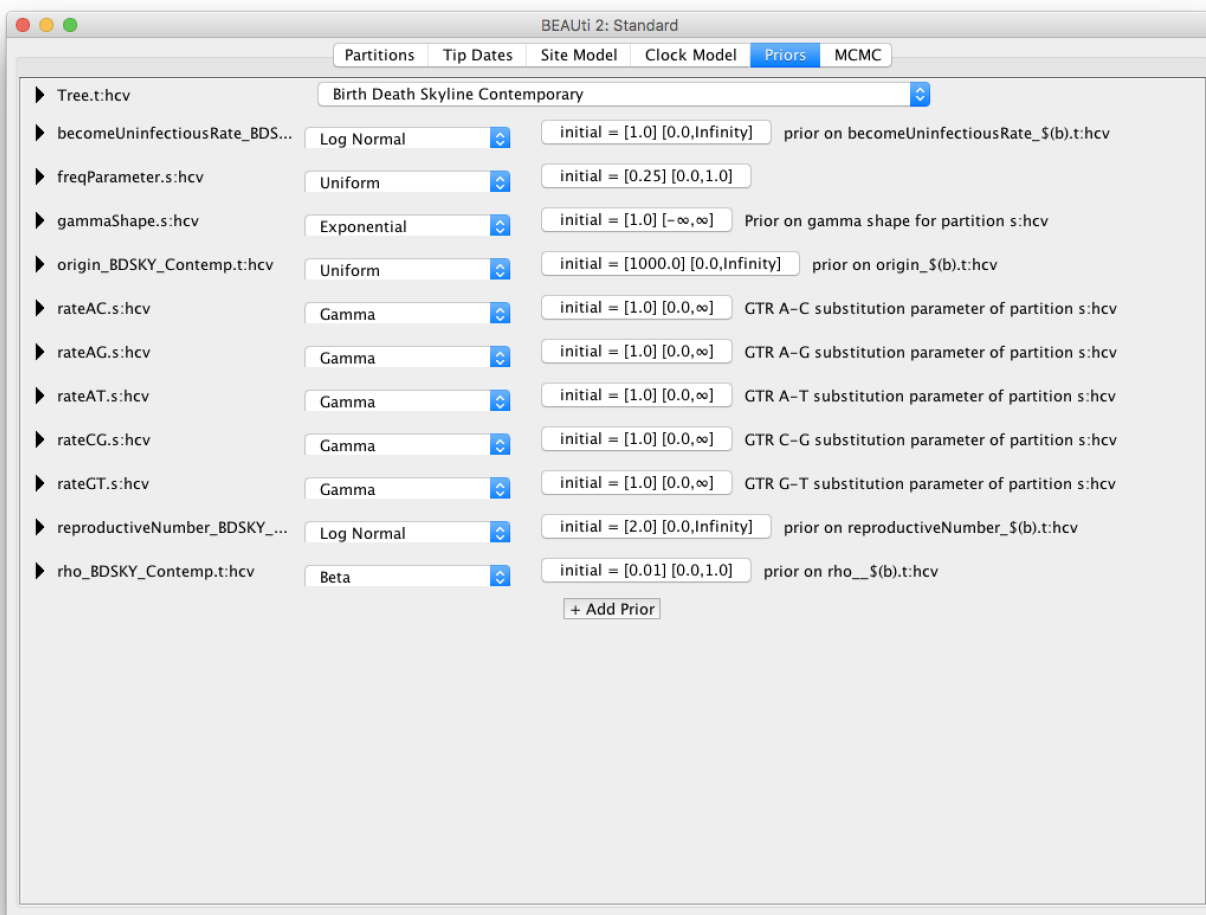 BEAUti 2: Standard
Partitions Tip Dates Site Model Clock Model Priors MCMC
Tree.t:hcv Birth Death Skyline Contemporary
becomeUninfectiousRate_BDS... Log Normal initial = [1.0] [0.0,Infinity] prior on becomeUninfectiousRate_$(b).t:hcv
freqParameter.s:hcv Uniform initial = [0.25] [0.0,1.0]
gammaShape.s:hcv Exponential initial = [1.0] [-∞,∞] Prior on gamma shape for partition s:hcv
origin_BDSKY_Contemp.t:hcv Uniform initial = [1000.0] [0.0,Infinity] prior on origin_$(b).t:hcv
rateAC.s:hcv Gamma initial = [1.0] [0.0,∞] GTR A-C substitution parameter of partition s:hcv
rateAG.s:hcv Gamma initial = [1.0] [0.0,∞] GTR A-G substitution parameter of partition s:hcv
rateAT.s:hcv Gamma initial = [1.0] [0.0,∞] GTR A-T substitution parameter of partition s:hcv
rateCG.s:hcv Gamma initial = [1.0] [0.0,∞] GTR C-G substitution parameter of partition s:hcv
rateGT.s:hcv Gamma initial = [1.0] [0.0,∞] GTR G-T substitution parameter of partition s:hcv
reproductiveNumber_BDSKY_... Log Normal initial = [2.0] [0.0,Infinity] prior on reproductiveNumber_$(b).t:hcv
rho_BDSKY_Contemp.t:hcv Beta initial = [0.01] [0.0,1.0] prior on rho__$(b).t:hcv
+ Add Prior